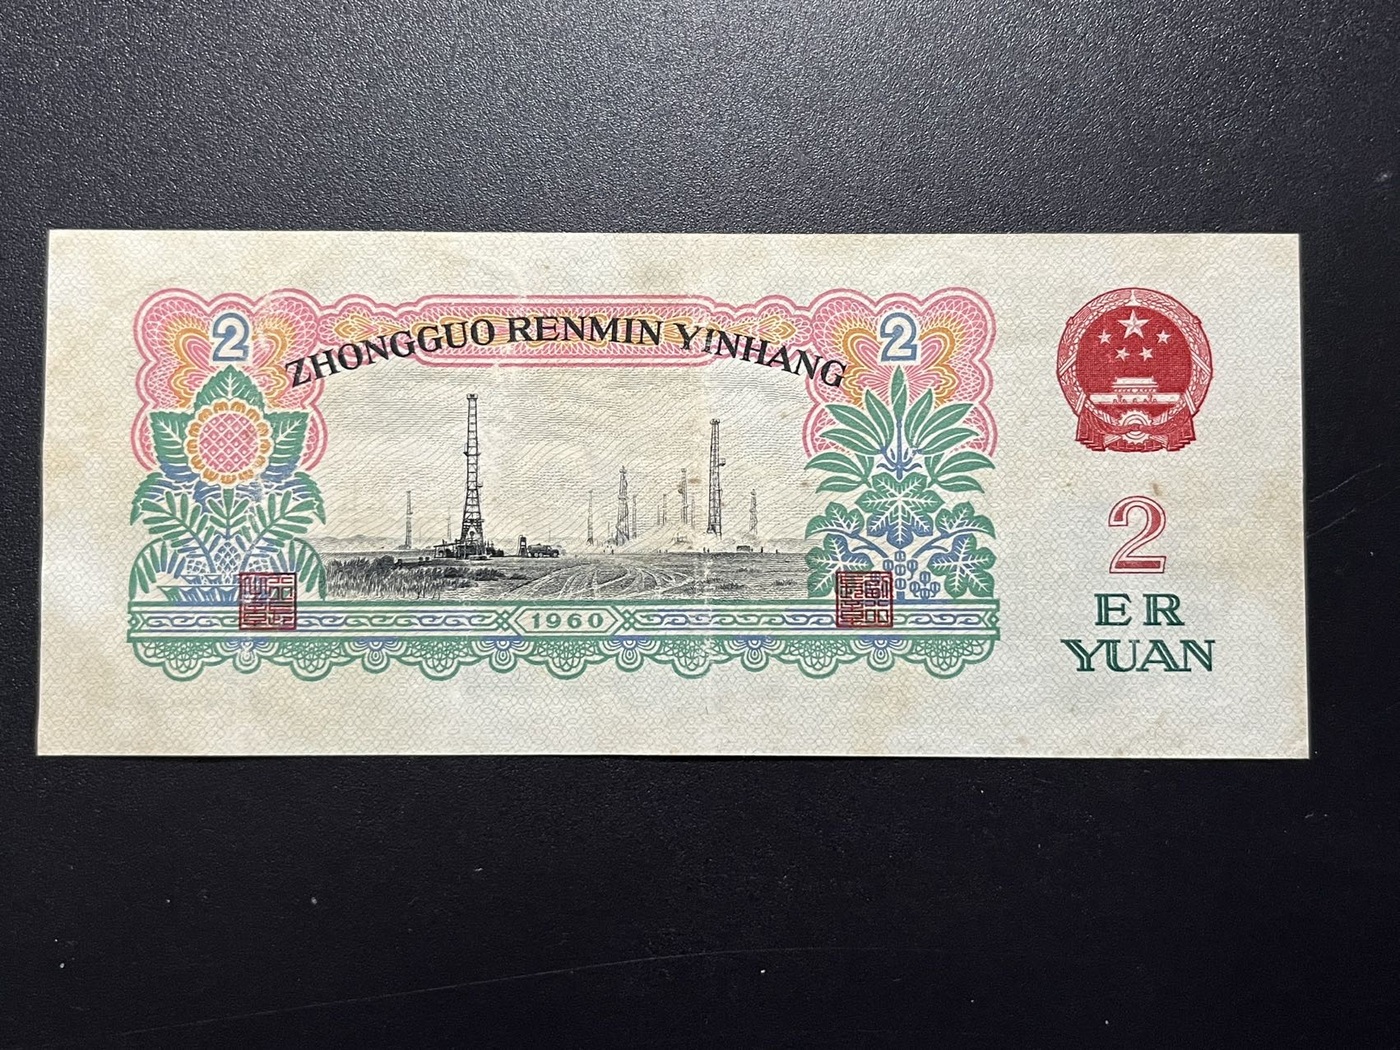 ZHONGGUO RENMIN YINHANG
2
2
1960
2
ER
YUAN